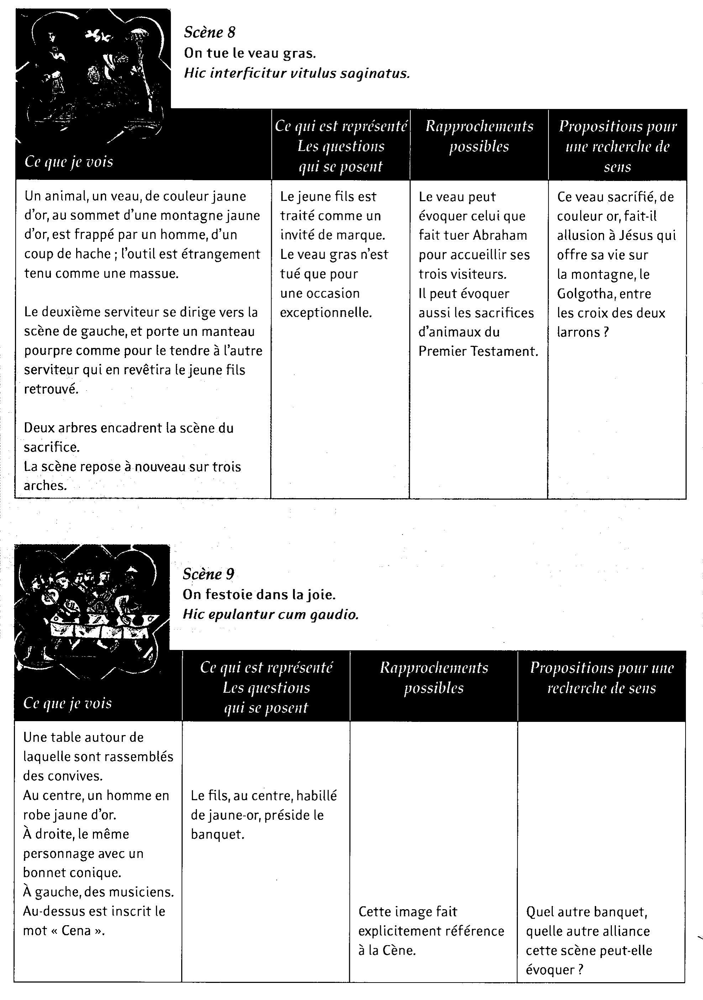 Scène 8
On tue le veau gras.
Hic interficitur vitulus saginatus.
Ce que je vois
Ce qui est représenté
Les questions
qui se posent
Rapprochements
possibles
Propositions pour
une recherche de
sens
Un animal, un veau, de couleur jaune
d'or, au sommet d'une montagne jaune
d'or, est frappé par un homme, d'un
coup de hache ; l'outil est étrangement
tenu comme une massue.
Le deuxième serviteur se dirige vers la
scène de gauche, et porte un manteau
pourpre comme pour le tendre à l'autre
serviteur qui en revêtira le jeune fils
retrouvé.
Deux arbres encadrent la scène du
sacrifice.
La scène repose à nouveau sur trois
arches.
Le jeune fils est
traité comme un
invité de marque.
Le veau gras n'est
tué que pour
une occasion
exceptionnelle.
Le veau peut
évoquer celui que
fait tuer Abraham
pour accueillir ses
trois visiteurs.
Il peut évoquer
aussi les sacrifices
d'animaux du
Premier Testament.
Ce veau sacrifié, de
couleur or, fait-il
allusion à Jésus qui
offre sa vie sur
la montagne, le
Golgotha, entre
les croix des deux
larrons ?
Scène 9
On festoie dans la joie.
Hic epulantur cum gaudio.
Ce que je vois
Ce qui est représenté
Les questions
qui se posent
Rapprochements
possibles
Propositions pour une
recherche de sens
Une table autour de
laquelle sont rassemblés
des convives.
Au centre, un homme en
robe jaune d'or.
À droite, le même
personnage avec un
bonnet conique.
À gauche, des musiciens.
Au-dessus est inscrit le
mot « Cena ».
Le fils, au centre, habillé
de jaune-or, préside le
banquet.
Cette image fait
explicitement référence
à la Cène.
Quel autre banquet,
quelle autre alliance
cette scène peut-elle
évoquer ?